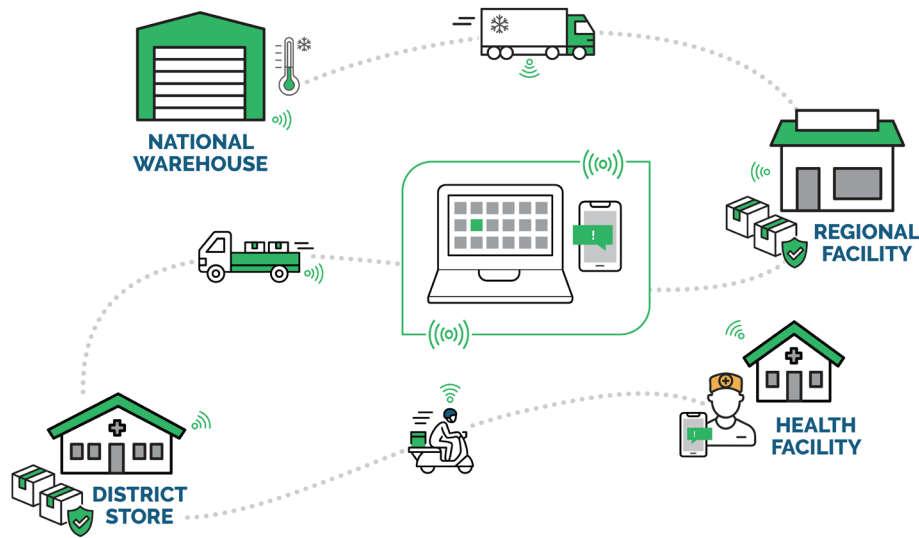 NATIONAL
WAREHOUSE
REGIONAL
FACILITY
!
!
HEALTH
FACILITY
DISTRICT
STORE